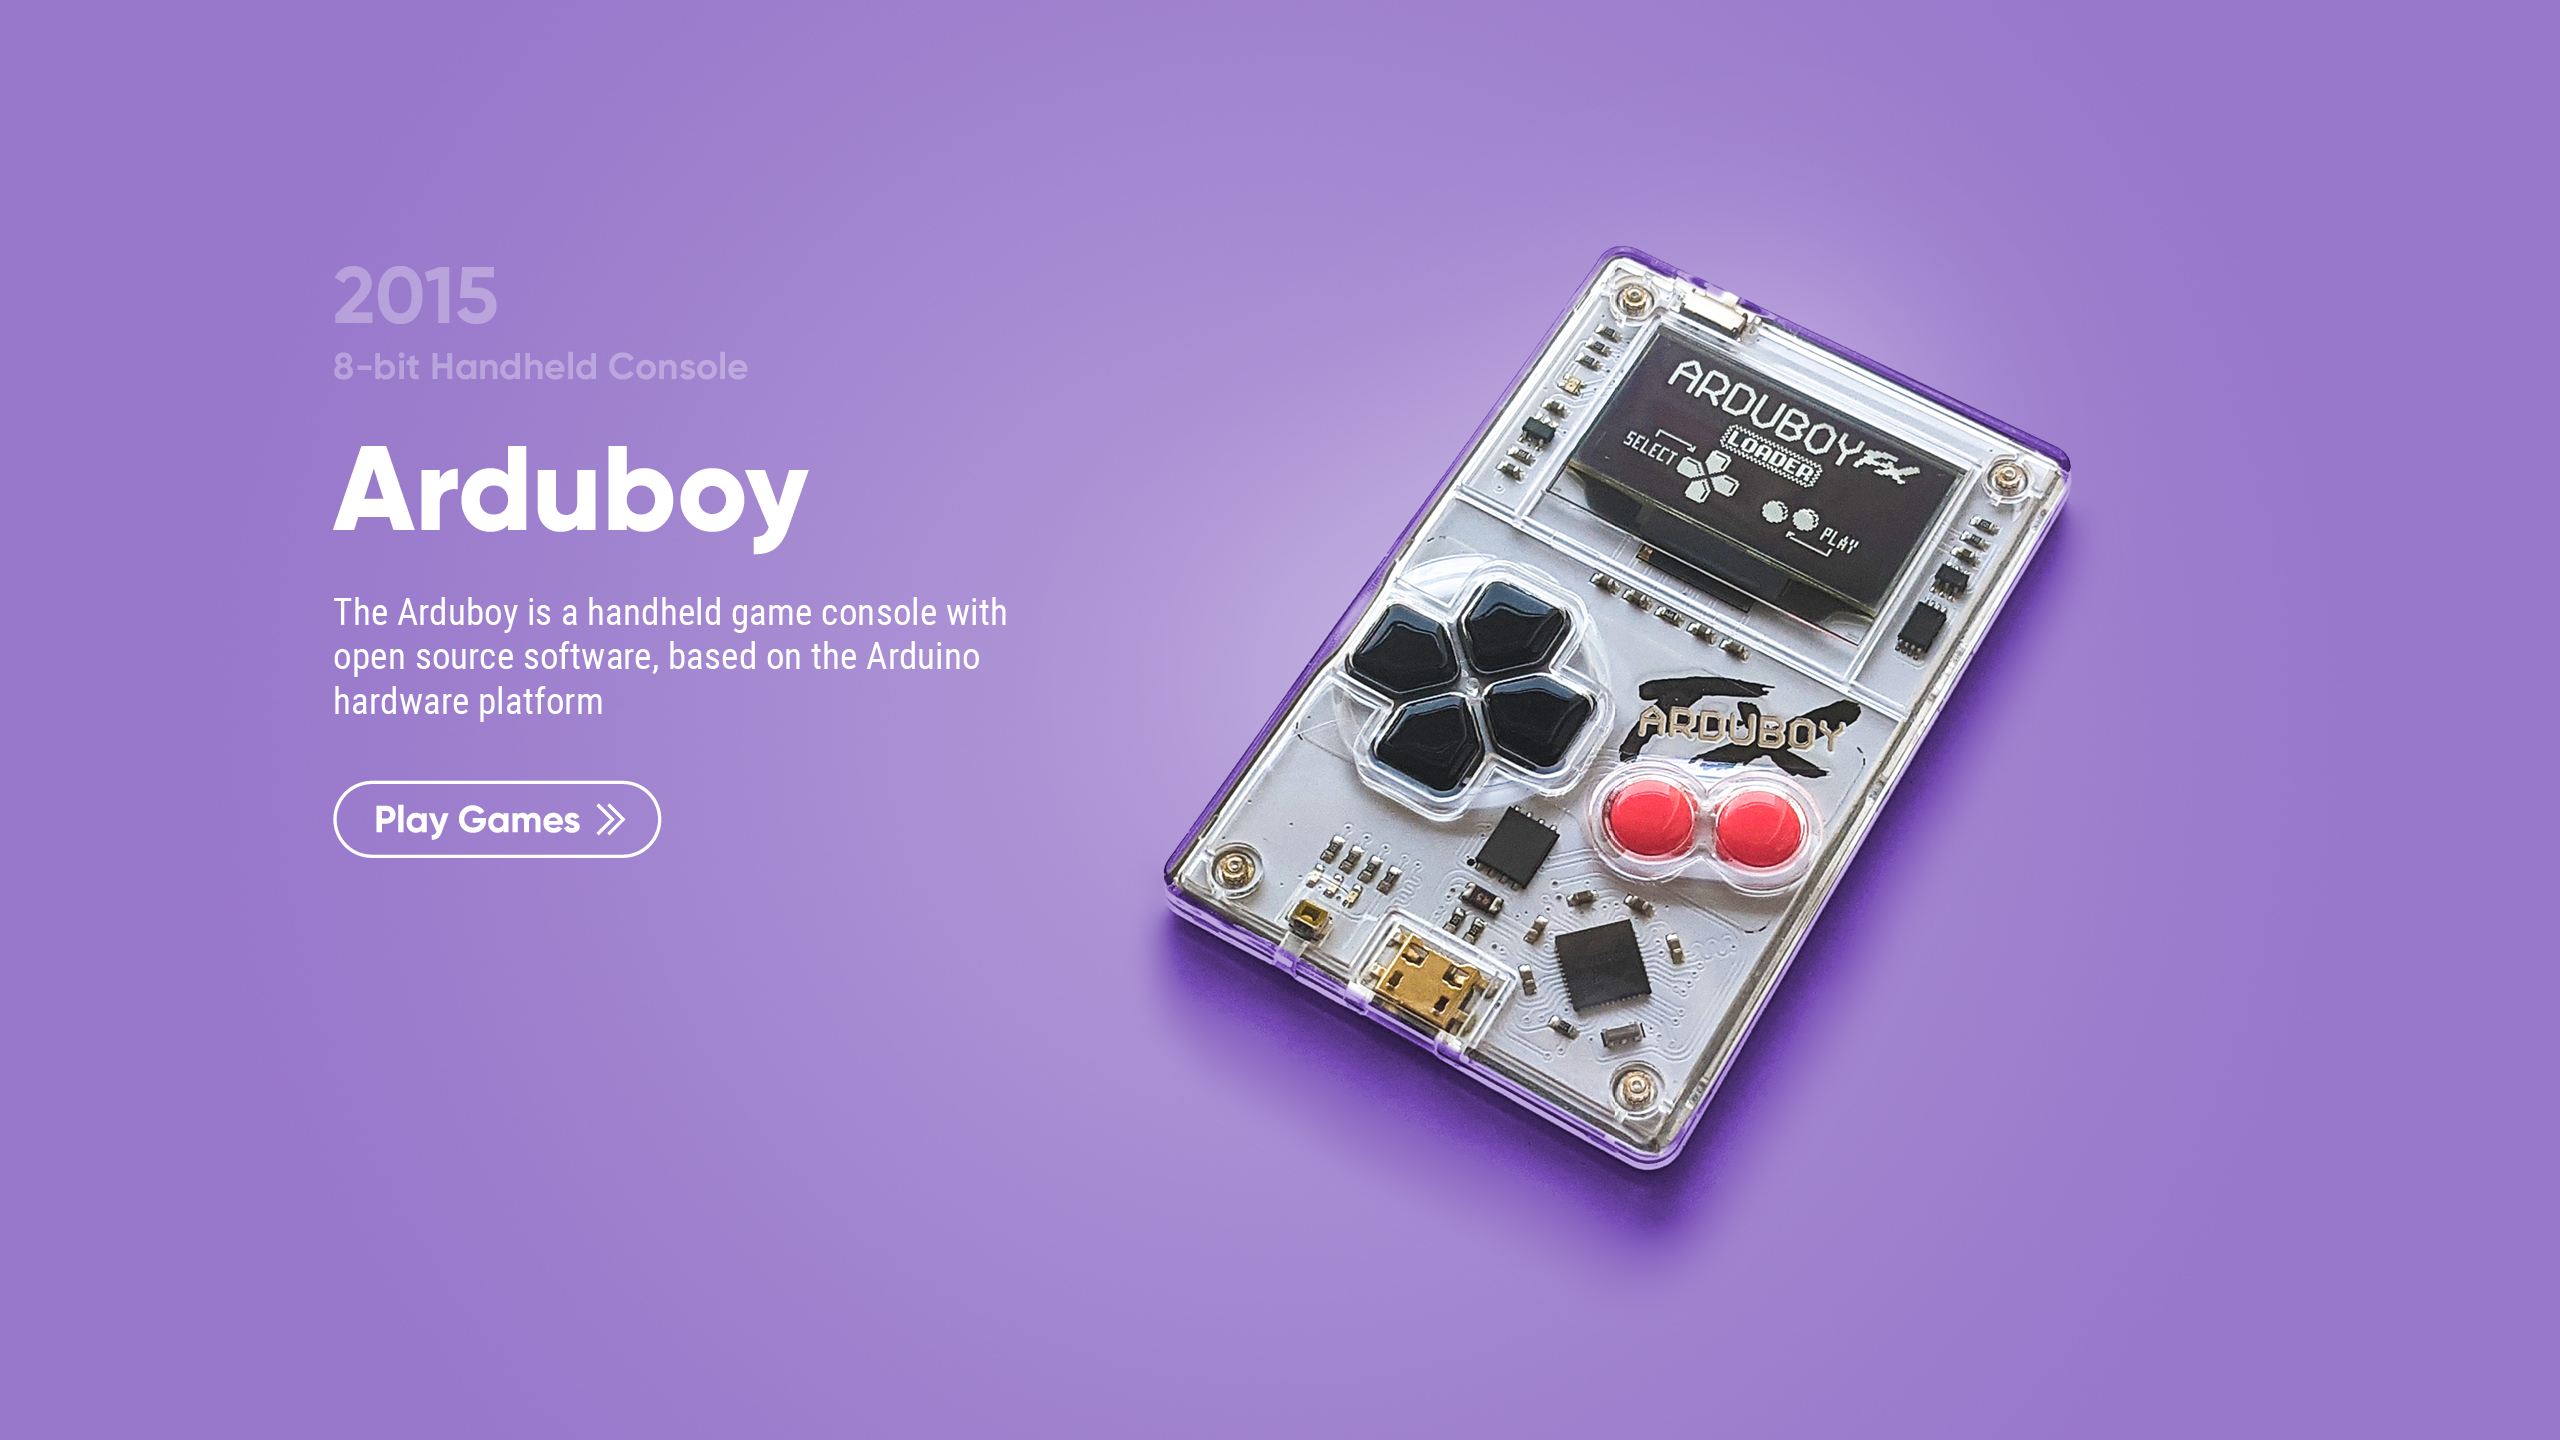 2015
8-bit Handheld Console
Arduboy
The Arduboy is a handheld game console with
open source software, based on the Arduino
hardware platform
Play Games
ARDUBOY FX
LOADER
SELECT
PLAY
FX
ARDUBOY